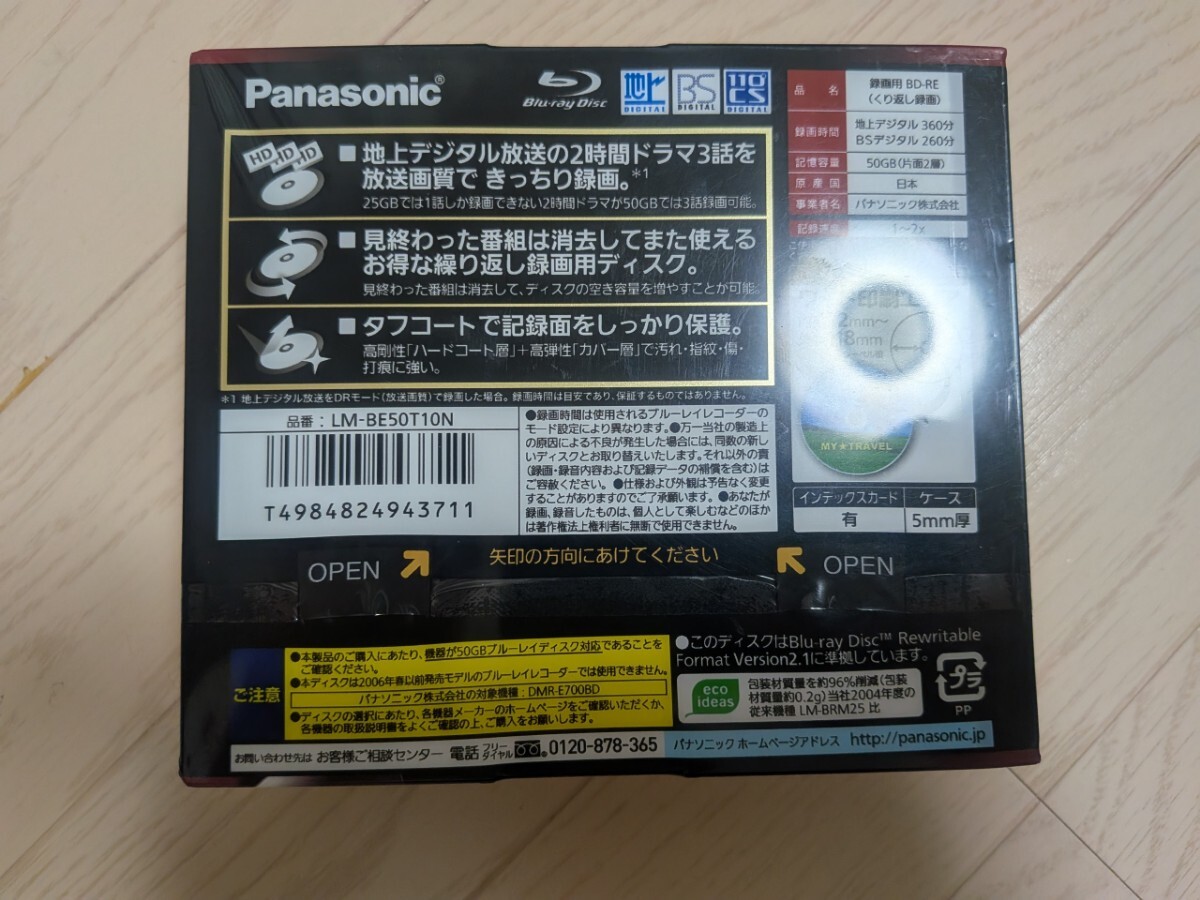 Panasonic®
Blu-ray Disc
地上 DIGITAL
BS DIGITAL
110° CS DIGITAL
HD HD HD
■ 地上デジタル放送の2時間ドラマ3話を
放送画質で きっちり録画。*1
25GBでは1話しか録画できない2時間ドラマが50GBでは3話録画可能。
■ 見終わった番組は消去してまた使える
お得な繰り返し録画用ディスク。
見終わった番組は消去して、ディスクの空き容量を増やすことが可能。
■ タフコートで記録面をしっかり保護。
高剛性「ハードコート層」+高弾性「カバー層」で汚れ・指紋・傷・
打痕に強い。
*1 地上デジタル放送をDRモード(放送画質)で録画した場合。録画時間は目安であり、保証するものではありません。
品番:LM-BE50T10N
T4984824943711
●録画時間は使用されるブルーレイレコーダーの
モード設定により異なります。●万一当社の製造上
の原因による不良が発生した場合には、同数の新し
いディスクとお取り替えいたします。それ以外の責
(録画・録音内容および記録データの補償を含む)は
ご容赦ください。●仕様および外観は予告なく変更
することがありますのでご了承願います。●あなたが
録画、録音したものは、個人として楽しむなどのほか
は著作権法上権利者に無断で使用できません。
品 名 録画用 BD-RE
(くり返し録画)
録画時間 地上デジタル 360分
BSデジタル 260分
記憶容量 50GB(片面2層)
原産国 日本
事業者名 パナソニック株式会社
記録速度 1~2x
2mm~
18mm
MY★TRAVEL
インデックスカード ケース
有 5mm厚
OPEN
矢印の方向にあけてください
OPEN
ご注意
●本製品のご購入にあたり、機器が50GBブルーレイディスク対応であることを
ご確認ください。
●本ディスクは2006年春以前発売モデルのブルーレイレコーダーでは使用できません。
パナソニック株式会社の対象機種:DMR-E700BD
●ディスクの選択にあたり、各機器メーカーのホームページをご確認いただくか、
各機器の取扱説明書をよくご確認の上、ご購入をお願いします。
●このディスクはBlu-ray Disc™ Rewritable
Format Version2.1に準拠しています。
eco ideas
包装材質量を約96%削減(包装
材質量約0.2g)当社2004年度の
従来機種 LM-BRM25 比
プラ
PP
お問い合わせ先は お客様ご相談センター 電話 フリーダイヤル 0120-878-365
パナソニック ホームページアドレス http://panasonic.jp